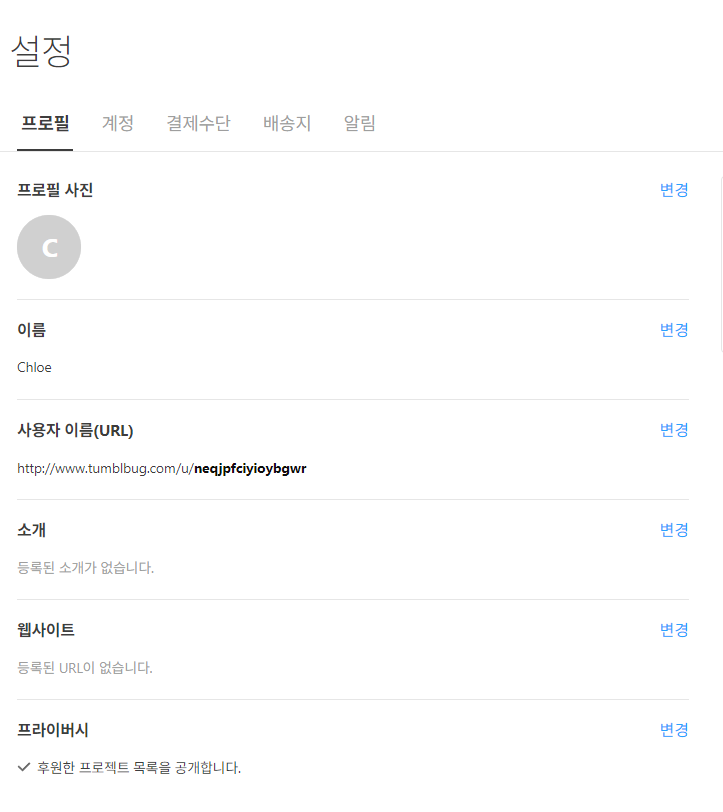 설정
프로필 계정 결제수단 배송지 알림
프로필 사진 변경
C
이름 변경
Chloe
사용자 이름(URL) 변경
http://www.tumblbug.com/u/neqjpfciyioybgwr
소개 변경
등록된 소개가 없습니다.
웹사이트 변경
등록된 URL이 없습니다.
프라이버시 변경
후원한 프로젝트 목록을 공개합니다.